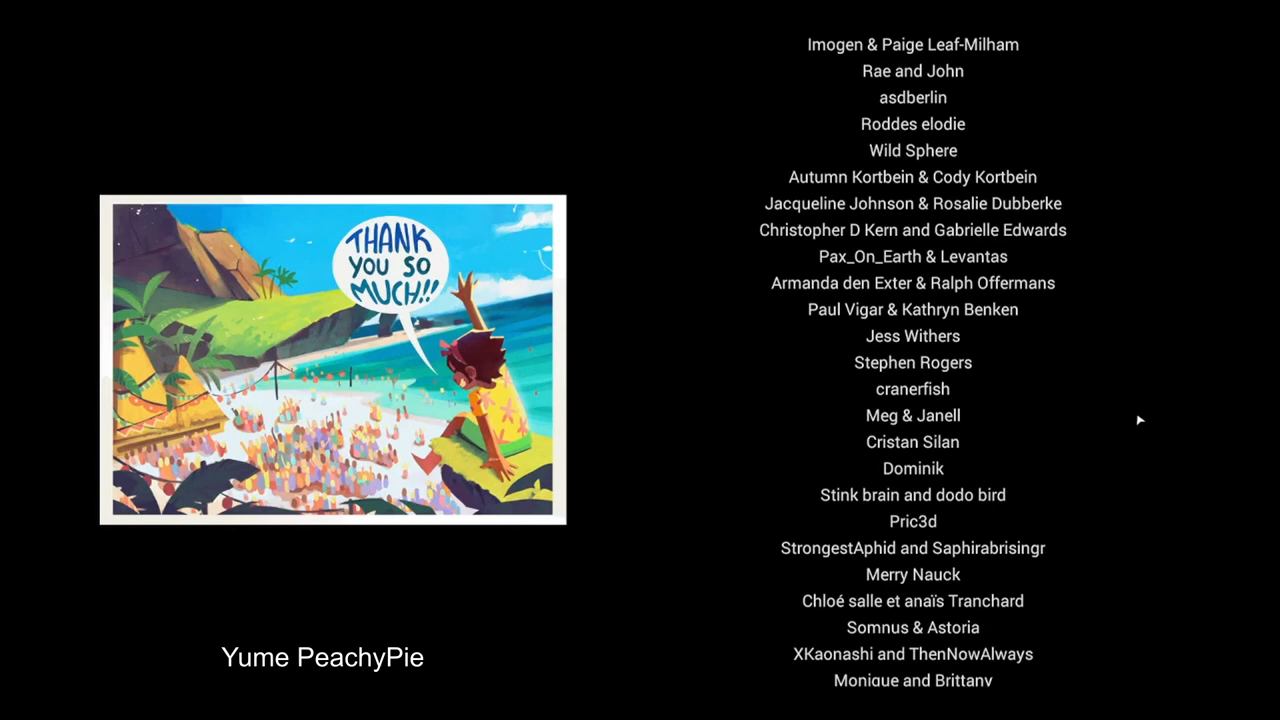 THANK
YOU SO
MUCH!!
Yume PeachyPie
Imogen & Paige Leaf-Milham
Rae and John
asdberlin
Roddes elodie
Wild Sphere
Autumn Kortbein & Cody Kortbein
Jacqueline Johnson & Rosalie Dubberke
Christopher D Kern and Gabrielle Edwards
Pax_On_Earth & Levantas
Armanda den Exter & Ralph Offermans
Paul Vigar & Kathryn Benken
Jess Withers
Stephen Rogers
cranerfish
Meg & Janell
Cristan Silan
Dominik
Stink brain and dodo bird
Pric3d
StrongestAphid and Saphirabrisingr
Merry Nauck
Chloé salle et anaïs Tranchard
Somnus & Astoria
XKaonashi and ThenNowAlways
Monique and Brittany